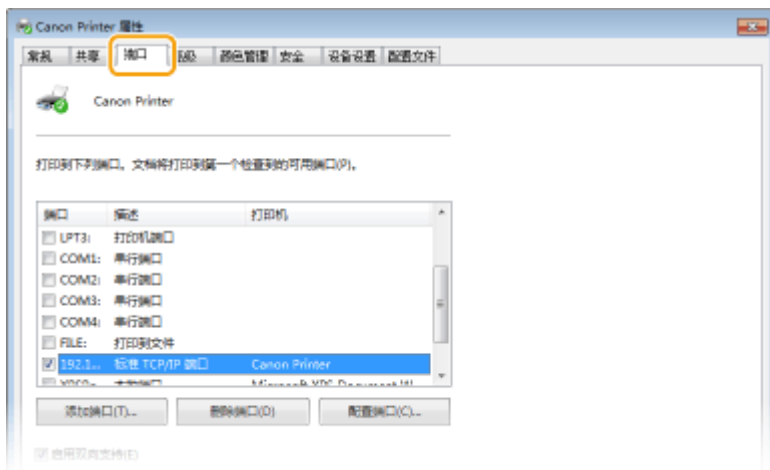 Canon Printer 属性
常规 共享 端口 高级 颜色管理 安全 设备设置 配置文件
Canon Printer
打印到下列端口。文档将打印到第一个检查到的可用端口(P)。
端口 描述 打印机
LPT3: 打印机端口
COM1: 串行端口
COM2: 串行端口
COM3: 串行端口
COM4: 串行端口
FILE: 打印到文件
192.1... 标准 TCP/IP 端口 Canon Printer
添加端口(T)... 删除端口(D) 配置端口(C)...
启用双向支持(E)